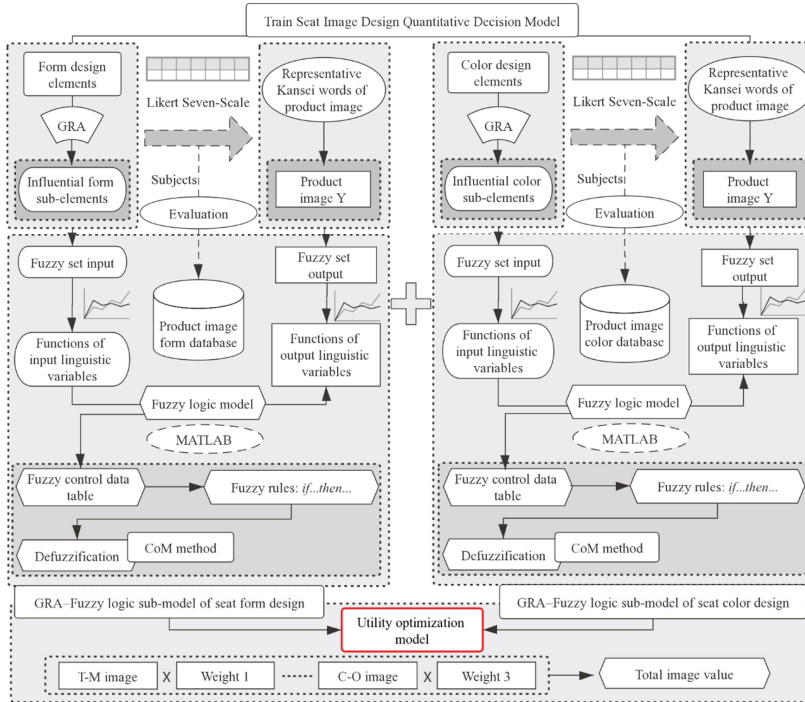 Train Seat Image Design Quantitative Decision Model
Form design
elements
GRA
Influential form
sub-elements
Likert Seven-Scale
Subjects
Evaluation
Representative
Kansei words of
product image
Product
image Y
Fuzzy set input
Functions of
input linguistic
variables
Product image
form database
Fuzzy set
output
Functions of
output linguistic
variables
Fuzzy logic model
MATLAB
Fuzzy control data
table
Fuzzy rules: if...then...
Defuzzification
CoM method
Color design
elements
GRA
Influential color
sub-elements
Likert Seven-Scale
Subjects
Evaluation
Representative
Kansei words of
product image
Product
image Y
Fuzzy set input
Functions of
input linguistic
variables
Product image
color database
Fuzzy set
output
Functions of
output linguistic
variables
Fuzzy logic model
MATLAB
Fuzzy control data
table
Fuzzy rules: if...then...
Defuzzification
CoM method
GRA–Fuzzy logic sub-model of seat form design
GRA–Fuzzy logic sub-model of seat color design
Utility optimization
model
T-M image X Weight 1 C-O image X Weight 3 Total image value